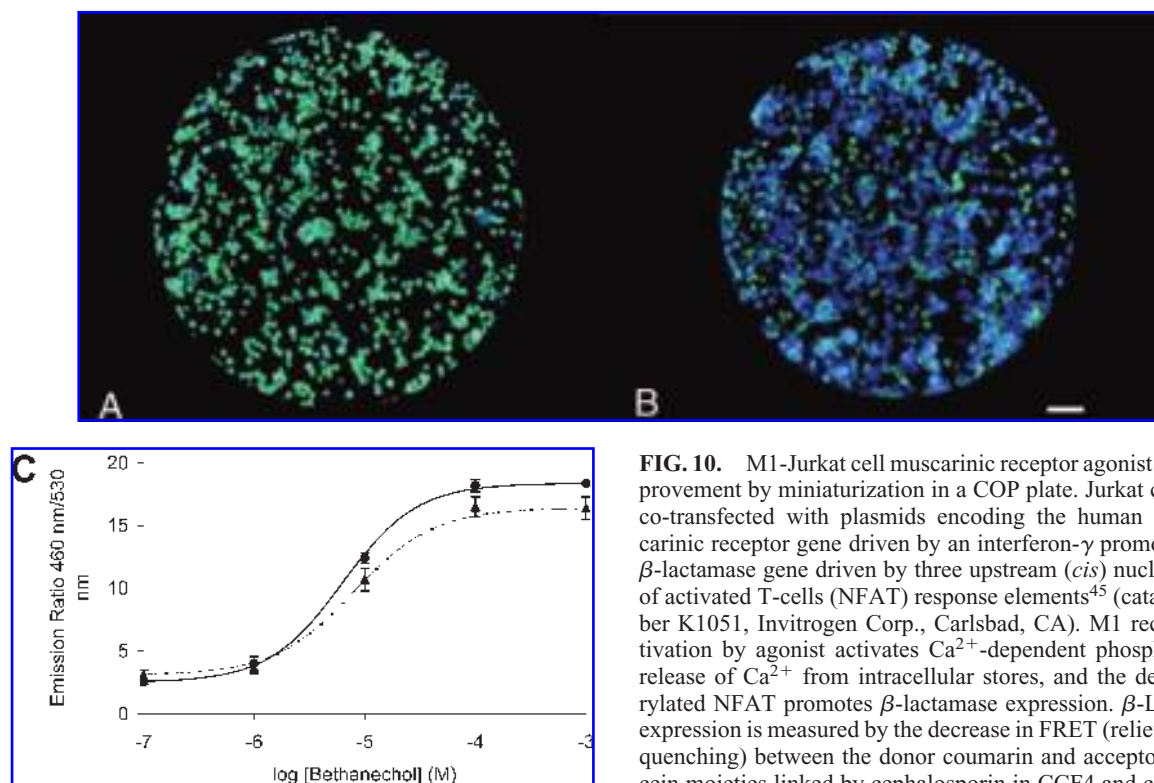 A
B
C
20
15
10
5
0
Emission Ratio 460 nm/530
nm
-7
-6
-5
-4
-3
log [Bethanechol] (M)
FIG. 10. M1-Jurkat cell muscarinic receptor agonist
provement by miniaturization in a COP plate. Jurkat c
co-transfected with plasmids encoding the human
carinic receptor gene driven by an interferon-γ promo
β-lactamase gene driven by three upstream (cis) nucl
of activated T-cells (NFAT) response elements45 (cata
ber K1051, Invitrogen Corp., Carlsbad, CA). M1 rec
tivation by agonist activates Ca2+-dependent phosph
release of Ca2+ from intracellular stores, and the de
rylated NFAT promotes β-lactamase expression. β-L
expression is measured by the decrease in FRET (relie
quenching) between the donor coumarin and accepto